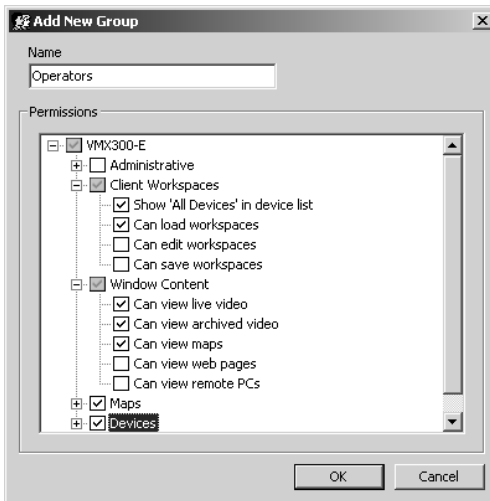 Add New Group
Name
Operators
Permissions
VMX300-E
Administrative
Client Workspaces
Show 'All Devices' in device list
Can load workspaces
Can edit workspaces
Can save workspaces
Window Content
Can view live video
Can view archived video
Can view maps
Can view web pages
Can view remote PCs
Maps
Devices
OK Cancel